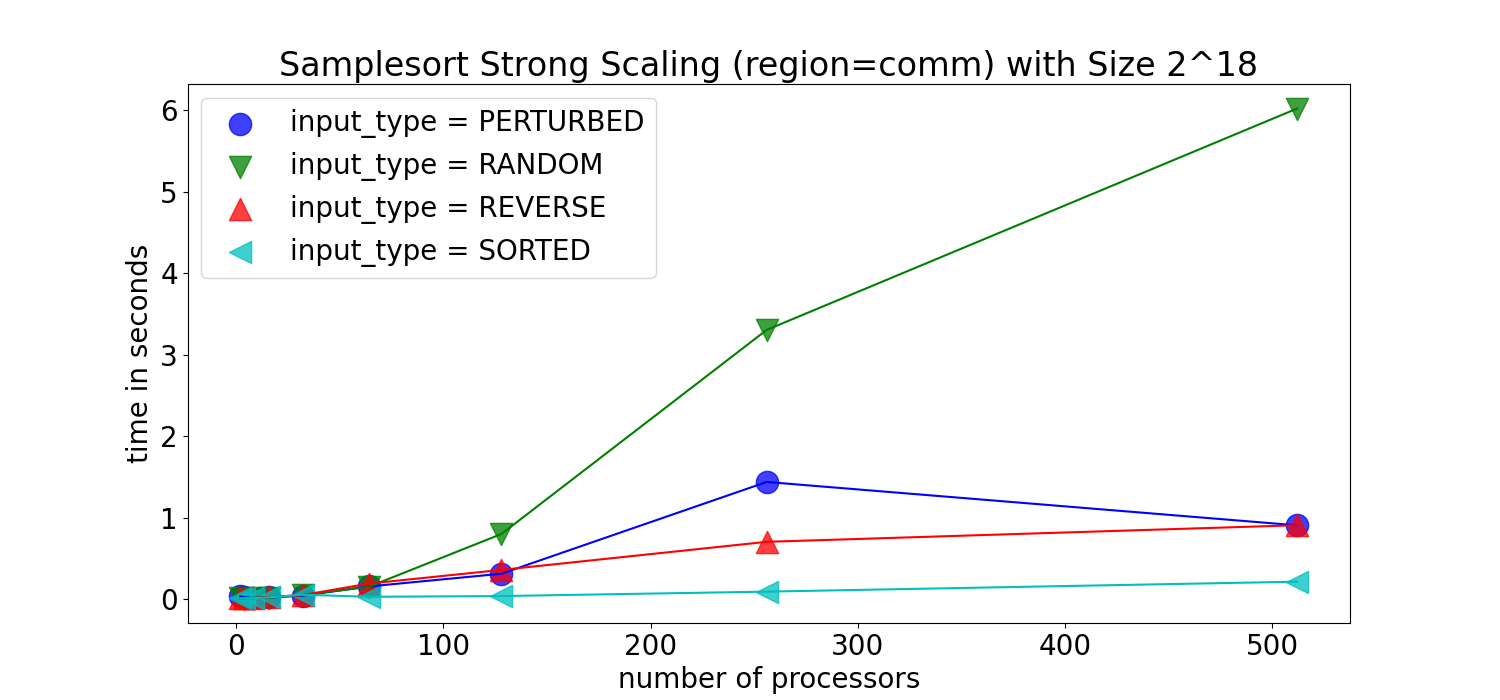 Samplesort Strong Scaling (region=comm) with Size 2^18
input_type = PERTURBED
input_type = RANDOM
input_type = REVERSE
input_type = SORTED
time in seconds
6
5
4
3
2
1
0
0 100 200 300 400 500
number of processors